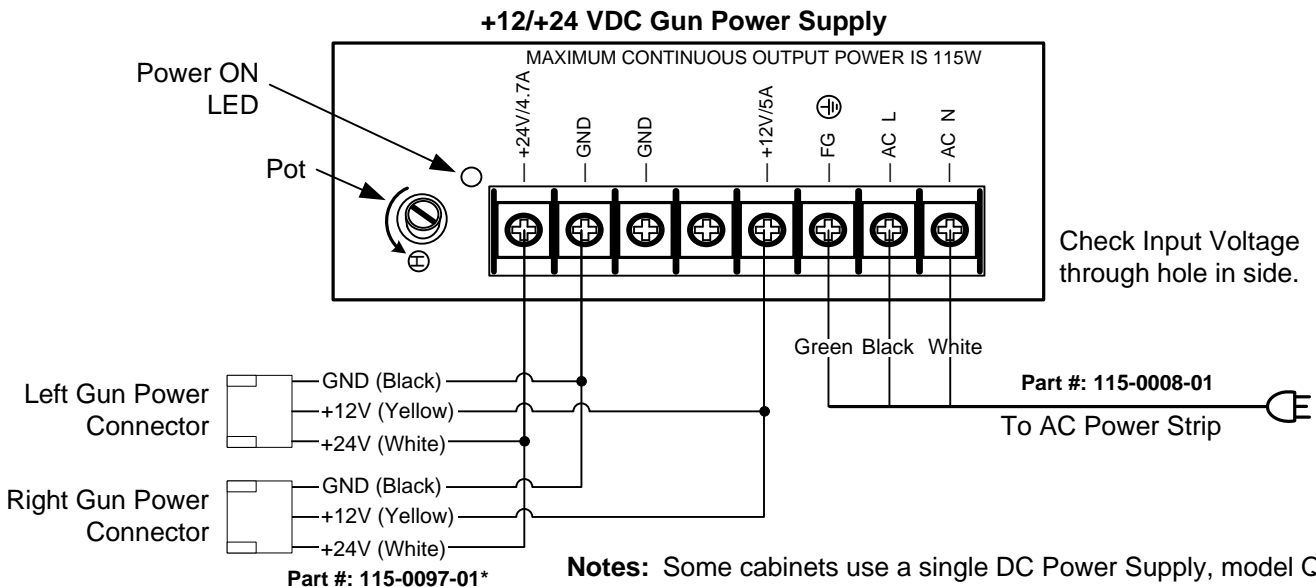 +12/+24 VDC Gun Power Supply
MAXIMUM CONTINUOUS OUTPUT POWER IS 115W
Power ON
LED
Pot
+24V/4.7A
GND
GND
+12V/5A
FG
AC L
AC N
H
Check Input Voltage
through hole in side.
Green Black White
Left Gun Power
Connector
GND (Black)
+12V (Yellow)
+24V (White)
Part #: 115-0008-01
To AC Power Strip
Right Gun Power
Connector
GND (Black)
+12V (Yellow)
+24V (White)
Part #: 115-0097-01*
Notes: Some cabinets use a single DC Power Supply, model Q